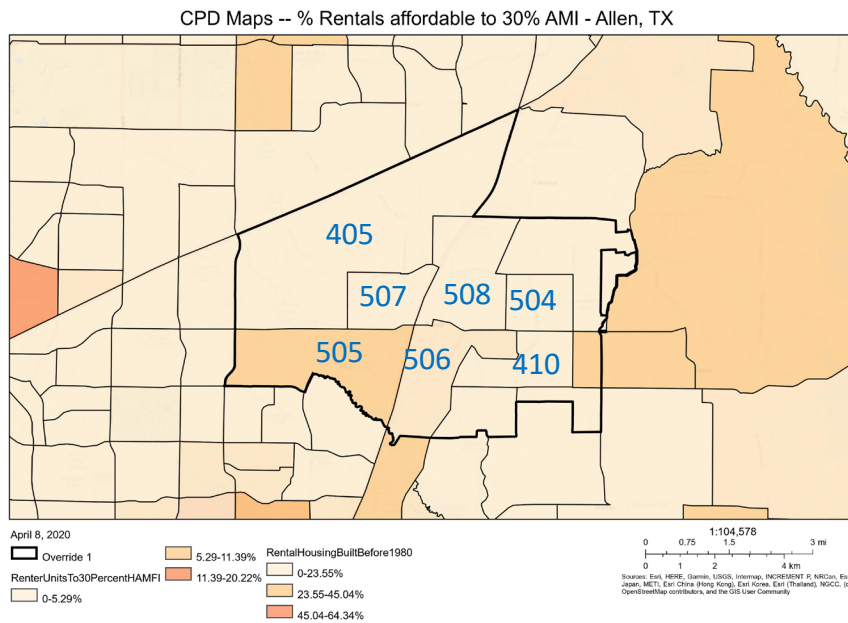 CPD Maps -- % Rentals affordable to 30% AMI - Allen, TX
405
507
508
504
505
506
410
April 8, 2020
Override 1
RenterUnitsTo30PercentHAMFI
0-5.29%
5.29-11.39%
11.39-20.22%
RentalHousingBuiltBefore1980
0-23.55%
23.55-45.04%
45.04-64.34%
1:104,578
0 0.75 1.5 3 mi
0 1 2 4 km
Sources: Esri, HERE, Garmin, USGS, Intermap, INCREMENT P, NRCan, Es
Japan, METI, Esri China (Hong Kong), Esri Korea, Esri (Thailand), NGCC, (c
OpenStreetMap contributors, and the GIS User Community